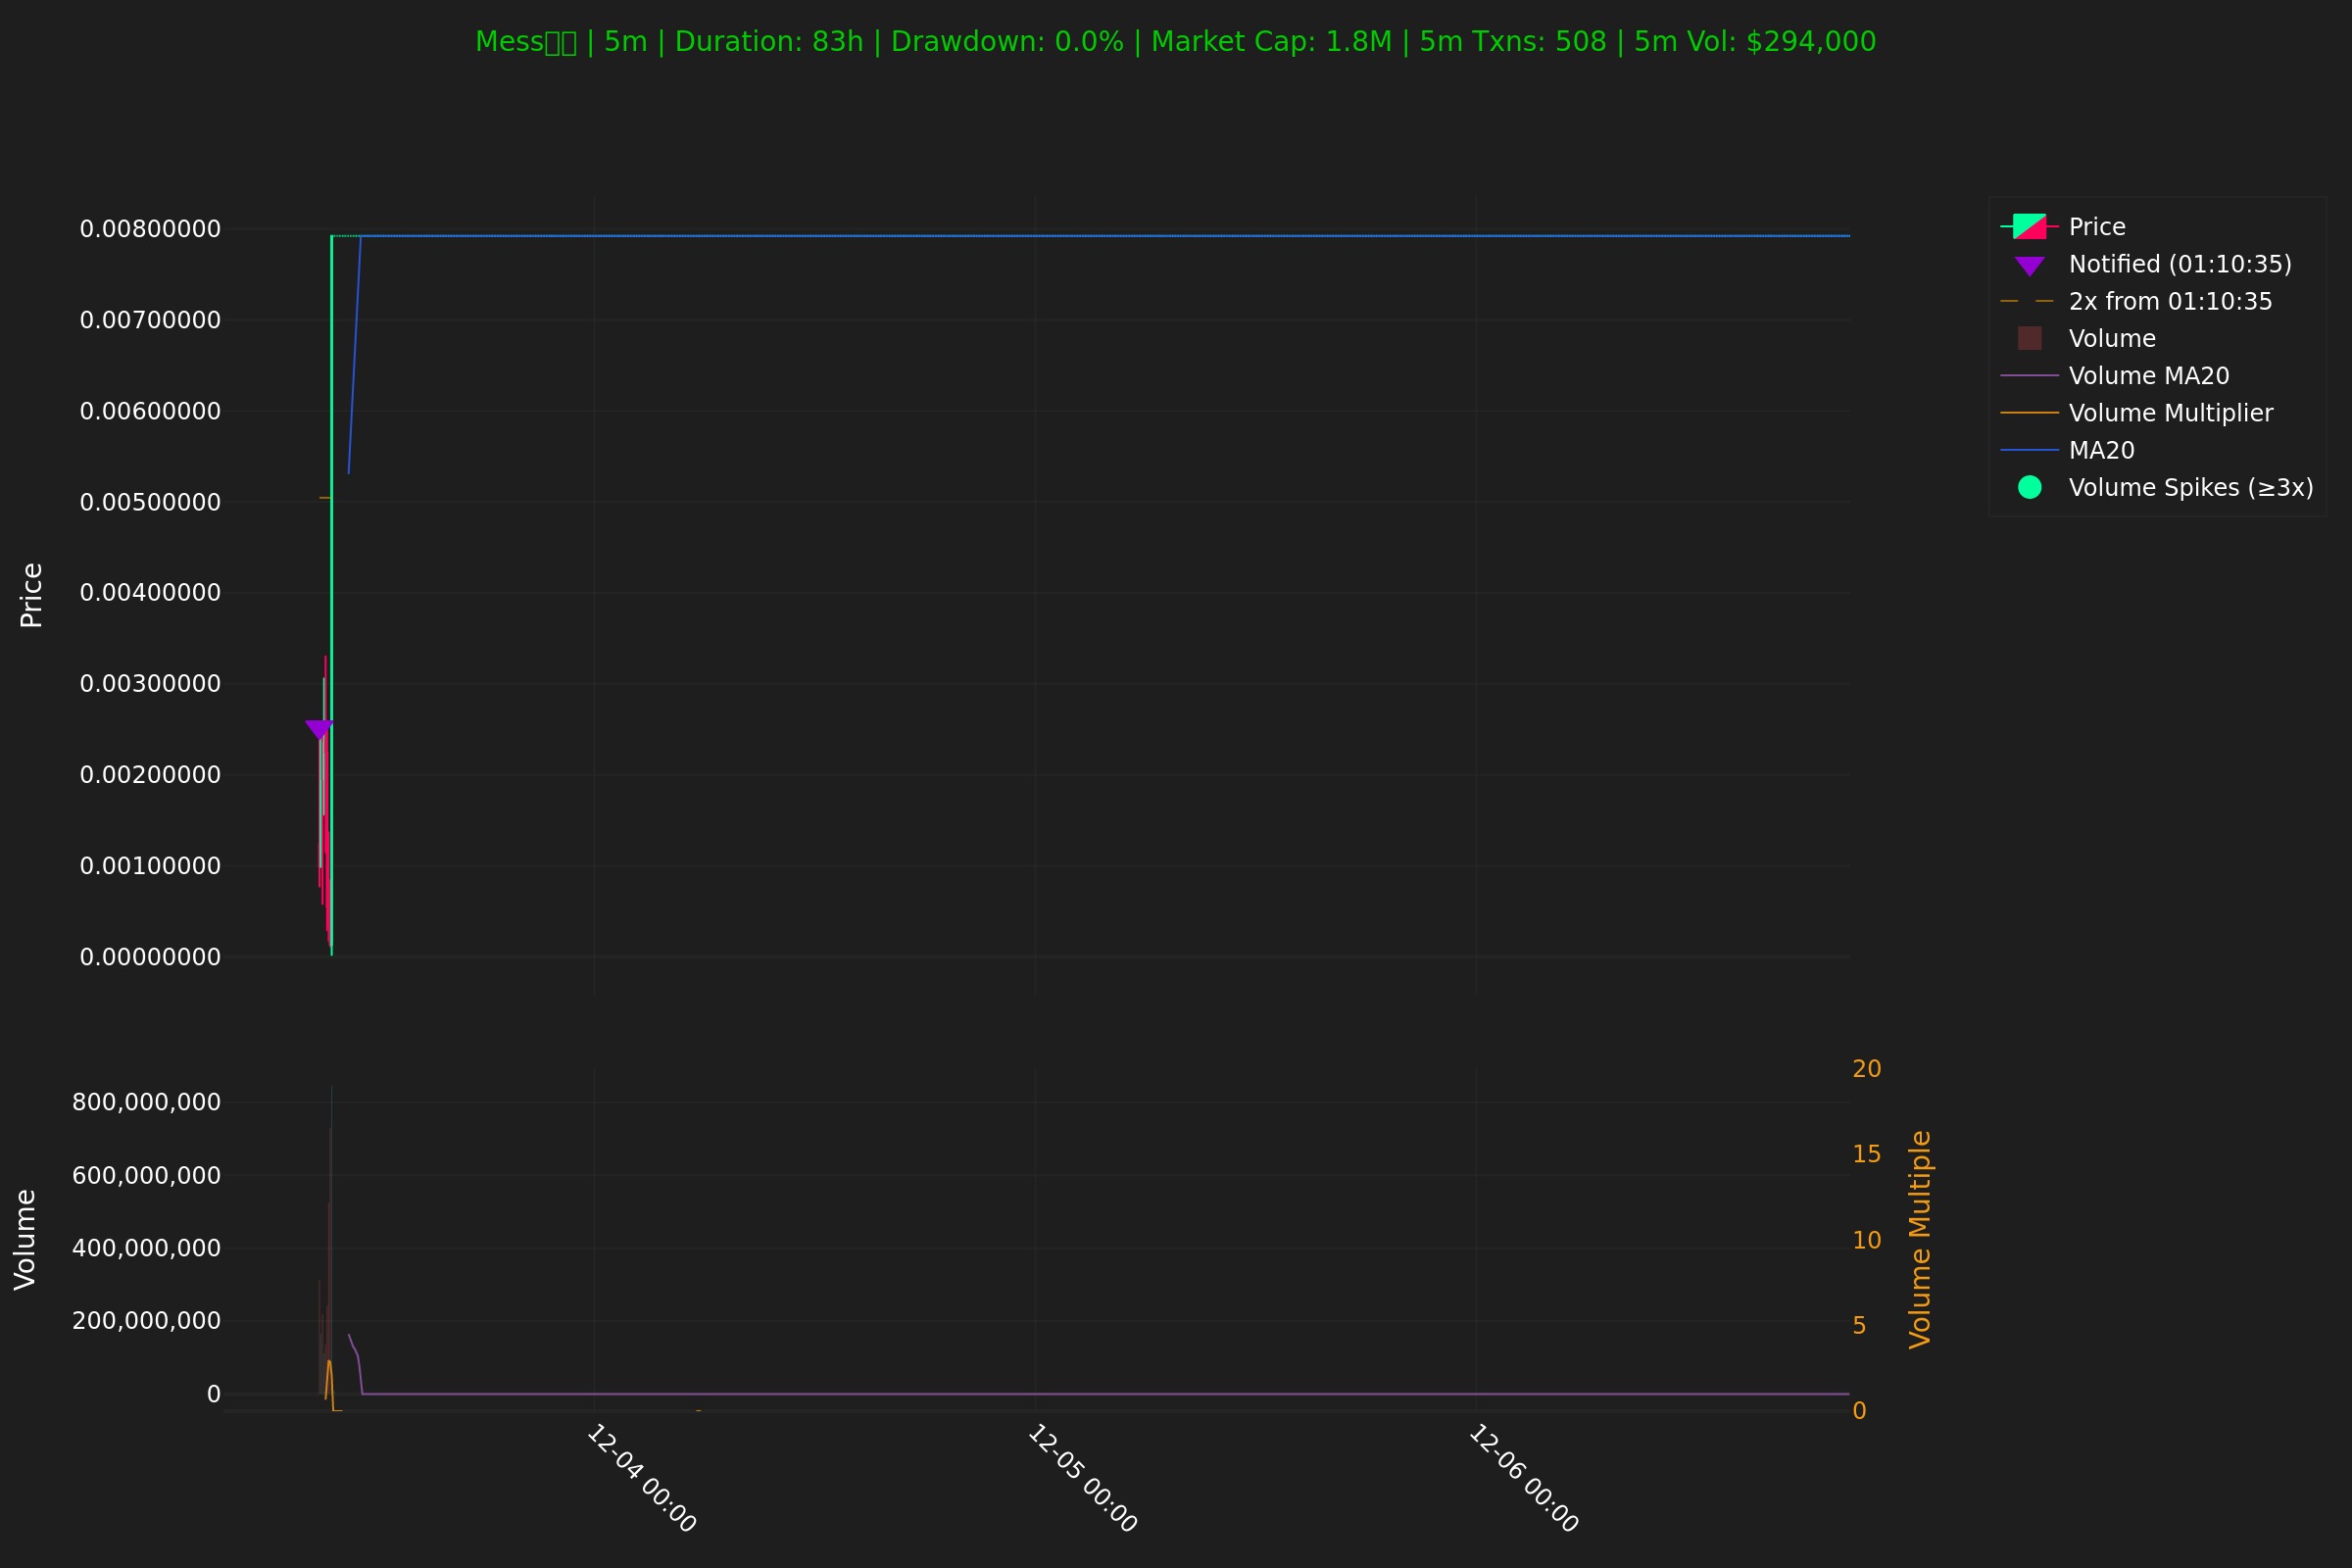 Mess▯▯ | 5m | Duration: 83h | Drawdown: 0.0% | Market Cap: 1.8M | 5m Txns: 508 | 5m Vol: $294,000
Price
0.00800000
0.00700000
0.00600000
0.00500000
0.00400000
0.00300000
0.00200000
0.00100000
0.00000000
Price
Notified (01:10:35)
2x from 01:10:35
Volume
Volume MA20
Volume Multiplier
MA20
Volume Spikes (≥3x)
Volume
800,000,000
600,000,000
400,000,000
200,000,000
0
20
15
10
5
0
Volume Multiple
12-04 00:00
12-05 00:00
12-06 00:00